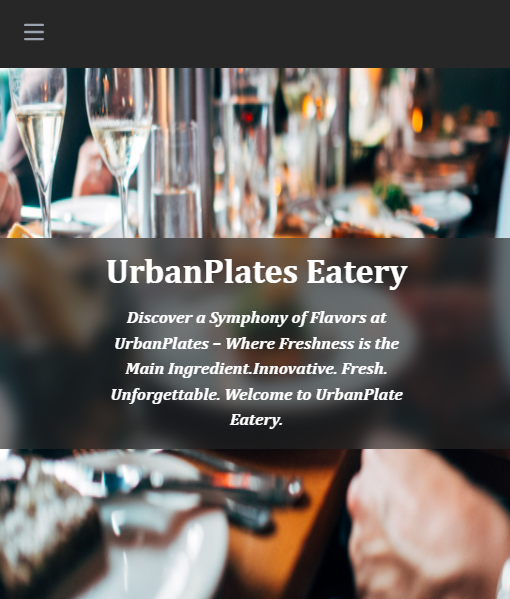 UrbanPlates Eatery
Discover a Symphony of Flavors at
UrbanPlates – Where Freshness is the
Main Ingredient.Innovative. Fresh.
Unforgettable. Welcome to UrbanPlate
Eatery.